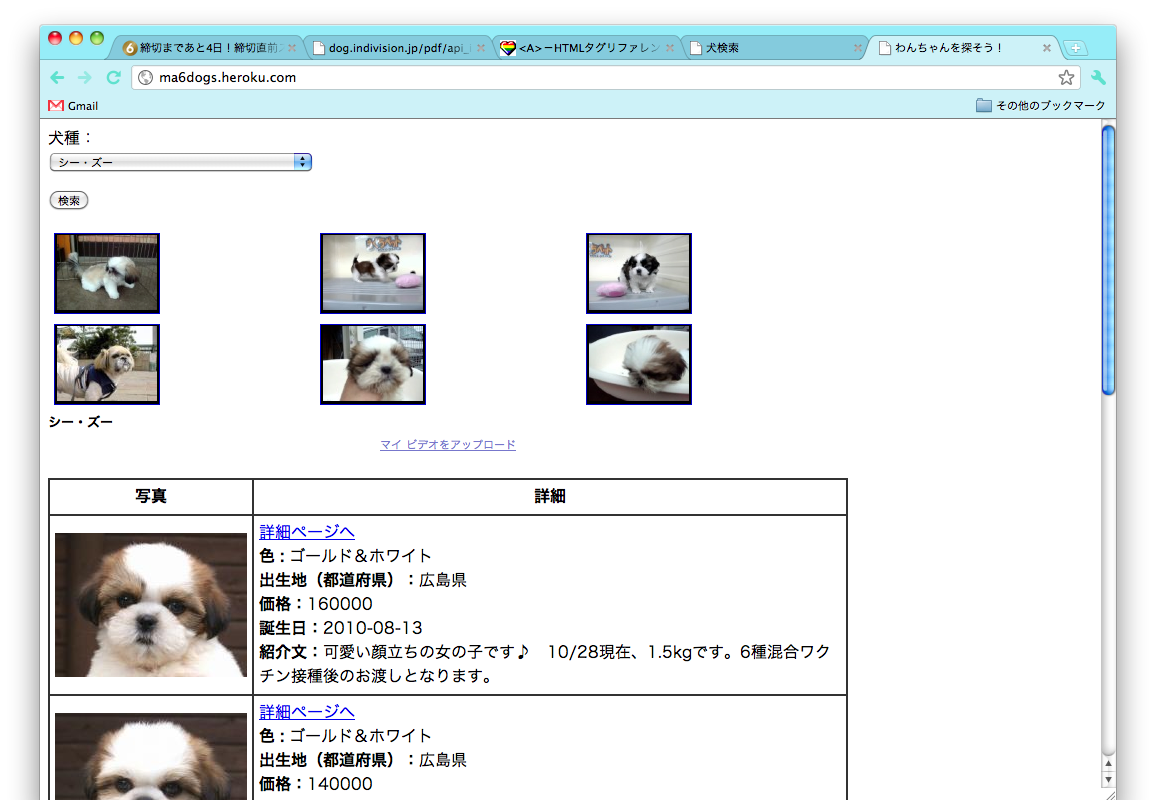 締切まであと4日！締切直前
dog.indivision.jp/pdf/api_
<A>－HTMLタグリファレン
犬検索
わんちゃんを探そう！
ma6dogs.heroku.com
Gmail
その他のブックマーク
犬種：
シー・ズー
検索
シー・ズー
マイ ビデオをアップロード
写真 詳細
詳細ページへ
色：ゴールド＆ホワイト
出生地（都道府県）：広島県
価格：160000
誕生日：2010-08-13
紹介文：可愛い顔立ちの女の子です♪　10/28現在、1.5kgです。6種混合ワク
チン接種後のお渡しとなります。
詳細ページへ
色：ゴールド＆ホワイト
出生地（都道府県）：広島県
価格：140000